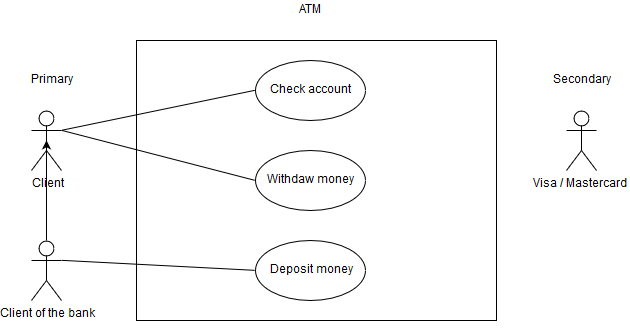 ATM
Primary
Secondary
Check account
Client
Withdaw money
Visa / Mastercard
Deposit money
Client of the bank